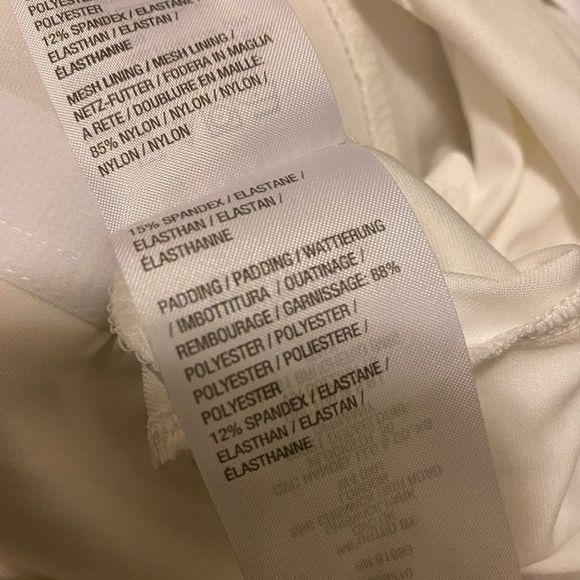 POLYESTER / POLYESTER /
POLYESTER
12% SPANDEX / ELASTANE /
ELASTHAN / ELASTAN /
ÉLASTHANNE
MESH LINING / MESH LINING /
NETZ-FUTTER / FODERA IN MAGLIA
A RETE / DOUBLURE EN MAILLE.
85% NYLON / NYLON / NYLON /
NYLON / NYLON
15% SPANDEX / ELASTANE /
ELASTHAN / ELASTAN /
ÉLASTHANNE
PADDING / PADDING / WATTIERUNG
/ IMBOTTITURA / OUATINAGE /
REMBOURAGE / GARNISSAGE. 88%
POLYESTER / POLYESTER /
POLYESTER / POLIESTERE /
POLYESTER
12% SPANDEX / ELASTANE /
ELASTHAN / ELASTAN /
ÉLASTHANNE